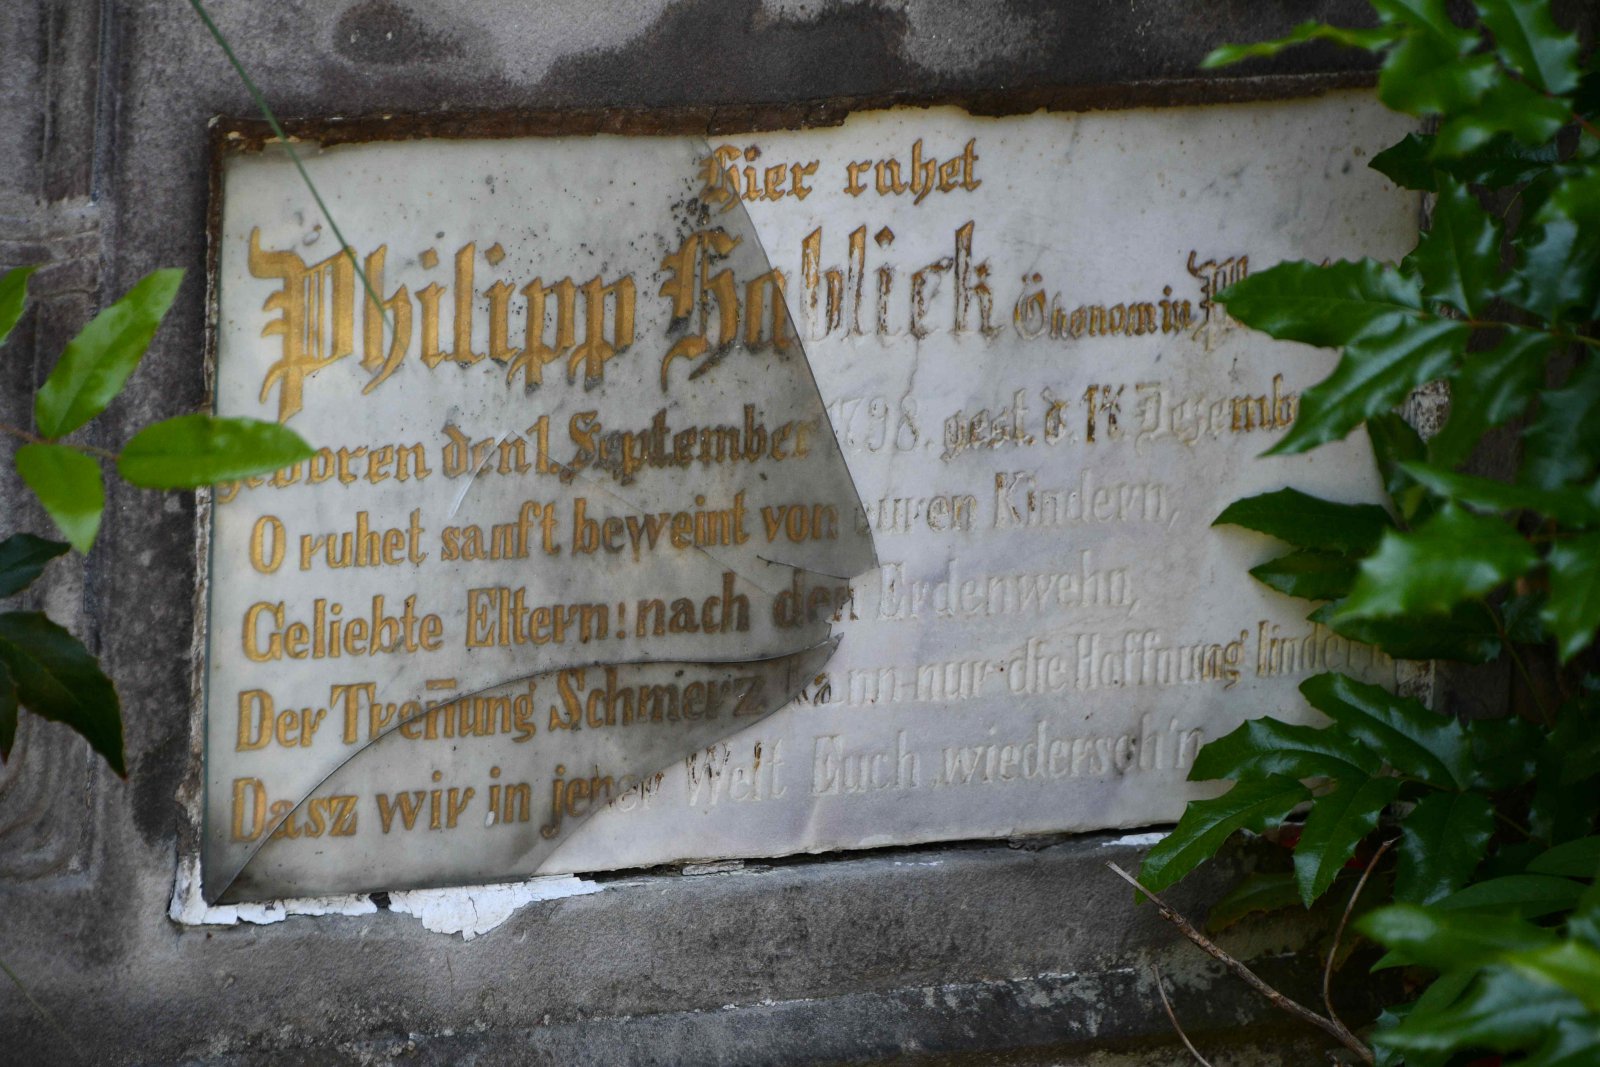 Hier ruhet
Philipp Hablick Ökonom in
geboren den 1. September 1798. gest. d. 14 Dezemb
O ruhet sanft beweint von euren Kindern,
Geliebte Eltern: nach den Erdenwehn,
Der Treñung Schmerz kann nur die Hoffnung lindern
Dasz wir in jener Welt Euch wiederseh'n